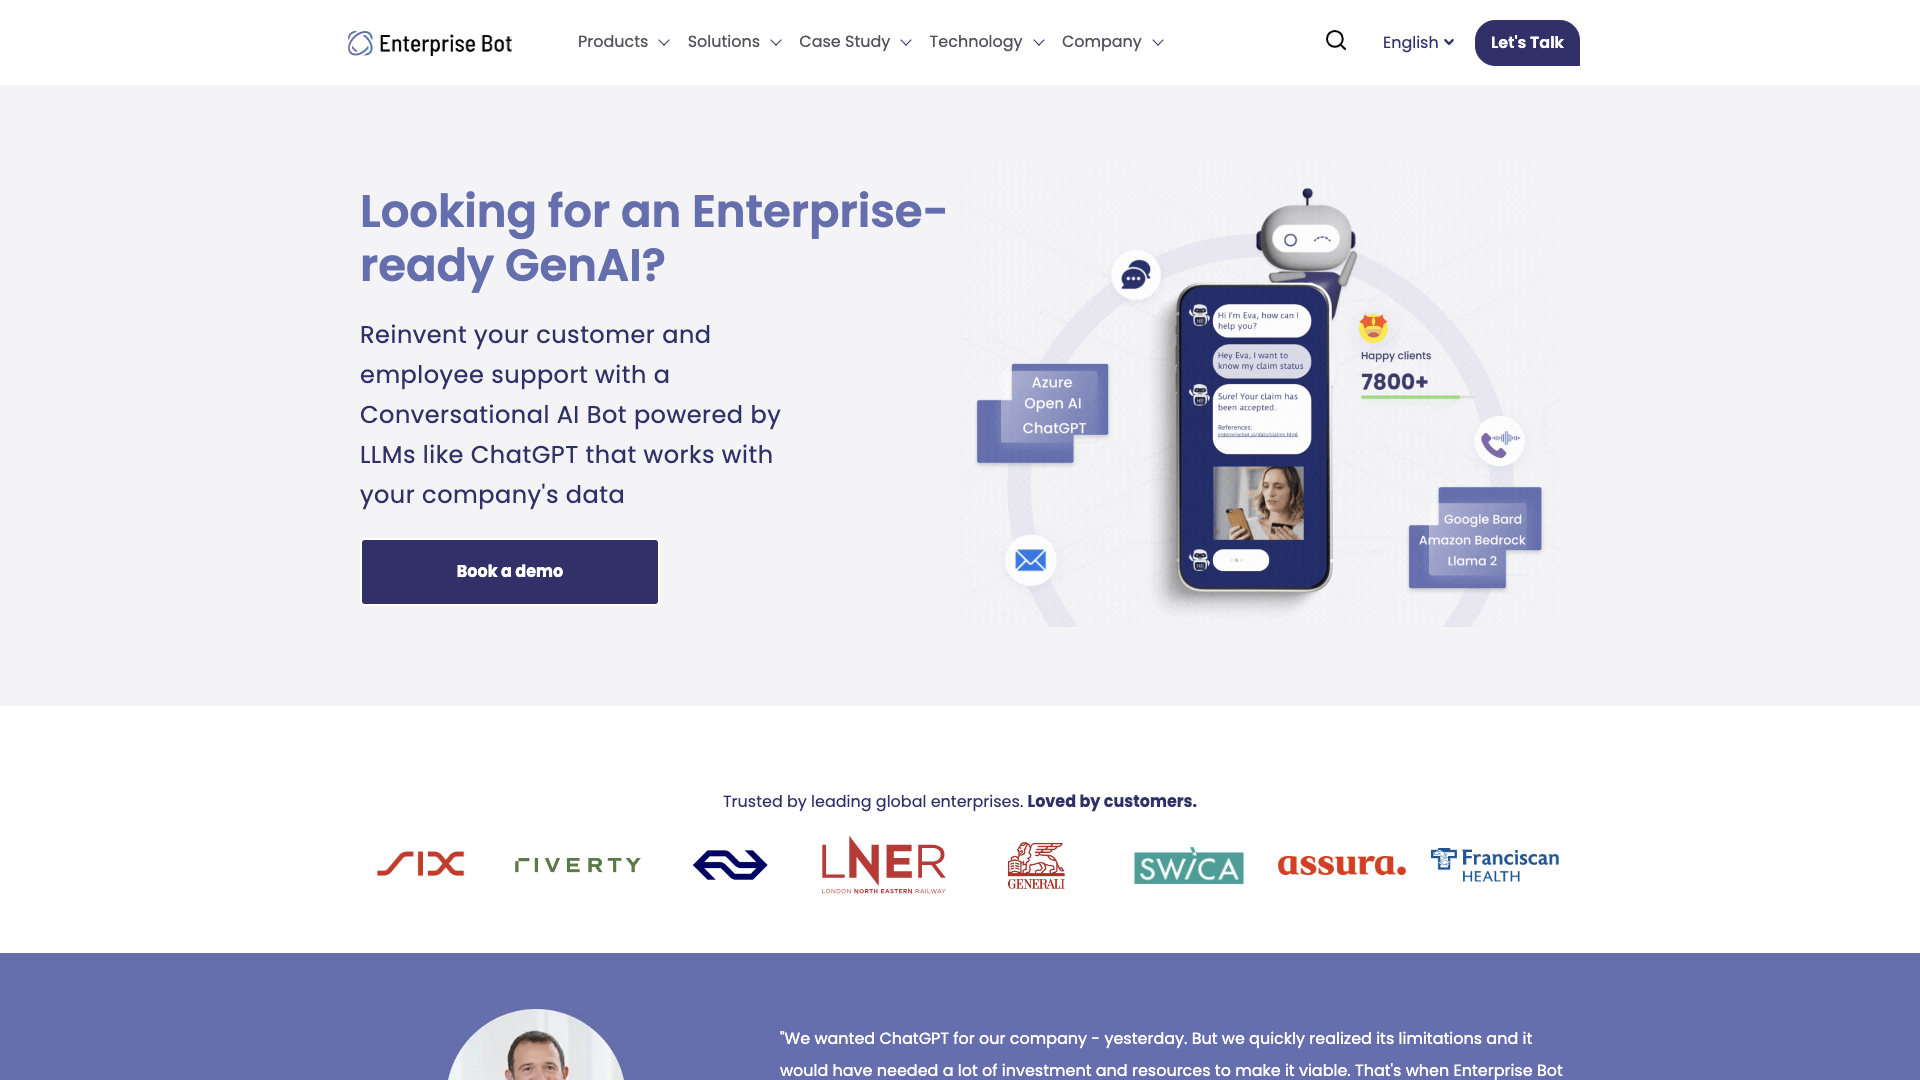 Enterprise Bot
Products
Solutions
Case Study
Technology
Company
English
Let's Talk
Looking for an Enterprise-
ready GenAI?
Reinvent your customer and
employee support with a
Conversational AI Bot powered by
LLMs like ChatGPT that works with
your company's data
Book a demo
Azure
Open AI
ChatGPT
Hi I'm Eva, how can I
help you?
Hey Eva, I want to
know my claim status
Sure! Your claim has
been accepted.
References:
Happy clients
7800+
Google Bard
Amazon Bedrock
Llama 2
Trusted by leading global enterprises. Loved by customers.
SIX
riverty
LNER
LONDON NORTH EASTERN RAILWAY
GENERALI
SWiCA
assura.
Franciscan
HEALTH
"We wanted ChatGPT for our company - yesterday. But we quickly realized its limitations and it
would have needed a lot of investment and resources to make it viable. That's when Enterprise Bot